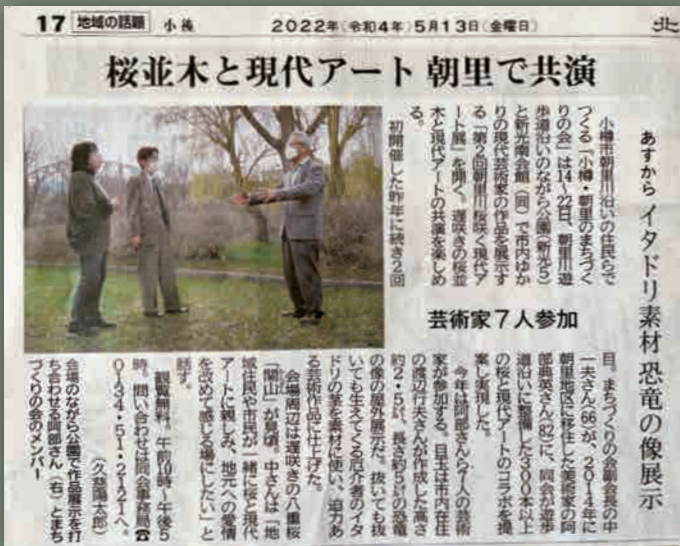 17 地域の話題 小後 2022年(令和4年)5月13日(金曜日) 北
桜並木と現代アート 朝里で共演
あすから イタドリ素材 恐竜の像展示
小樽市朝里川沿いの住民らで
つくる「小樽・朝里のまちづく
りの会」は14〜22日、朝里川遊
歩道沿いのながら公園(新光5)
と新光南会館(同)で市内ゆか
りの現代芸術家の作品を展示す
る「第2回朝里川桜咲く現代ア
ート展」を開く。遅咲きの桜並
木と現代アートの共演を楽しめ
る。
初開催した昨年に続き2回
芸術家7人参加
目。まちづくりの会副会長の中
一夫さん(66)が、2014年に
朝里地区に移住した美術家の阿
部典英さん(82)に、同会が遊歩
道沿いに整備した300本以上
の桜と現代アートのコラボを提
案し実現した。
今年は阿部さんら7人の芸術
家が参加する。目玉は市内在住
の渡辺行夫さんが作成した高さ
約2・5㍍、長さ約5㍍の恐竜
の像の屋外展示だ。抜いても抜
いても生えてくる厄介者のイタ
ドリの茎を素材に使い、迫力あ
る芸術作品に仕上げた。
会場周辺は遅咲きの八重桜
「関山」が見頃。中さんは「地
域住民や市民が一緒に桜と現代
アートに親しみ、地元への愛情
を改めて感じる場にしたい」と
話す。
観覧無料。午前10時〜午後5
時。問い合わせは同会事務局☎
0134・51・2121へ。
(久慈陽太郎)
会場のながら公園で作品展示を打
ち合わせる阿部さん(右)とまち
づくりの会のメンバー